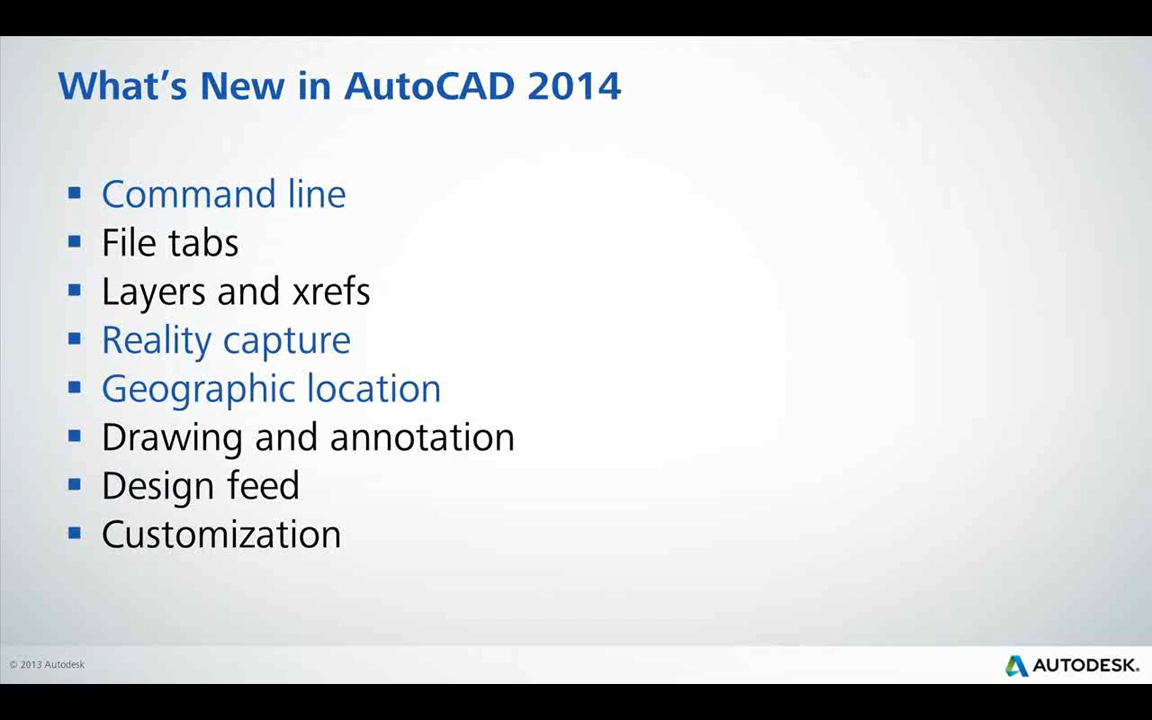 What's New in AutoCAD 2014
▪ Command line
▪ File tabs
▪ Layers and xrefs
▪ Reality capture
▪ Geographic location
▪ Drawing and annotation
▪ Design feed
▪ Customization
© 2013 Autodesk
AUTODESK.